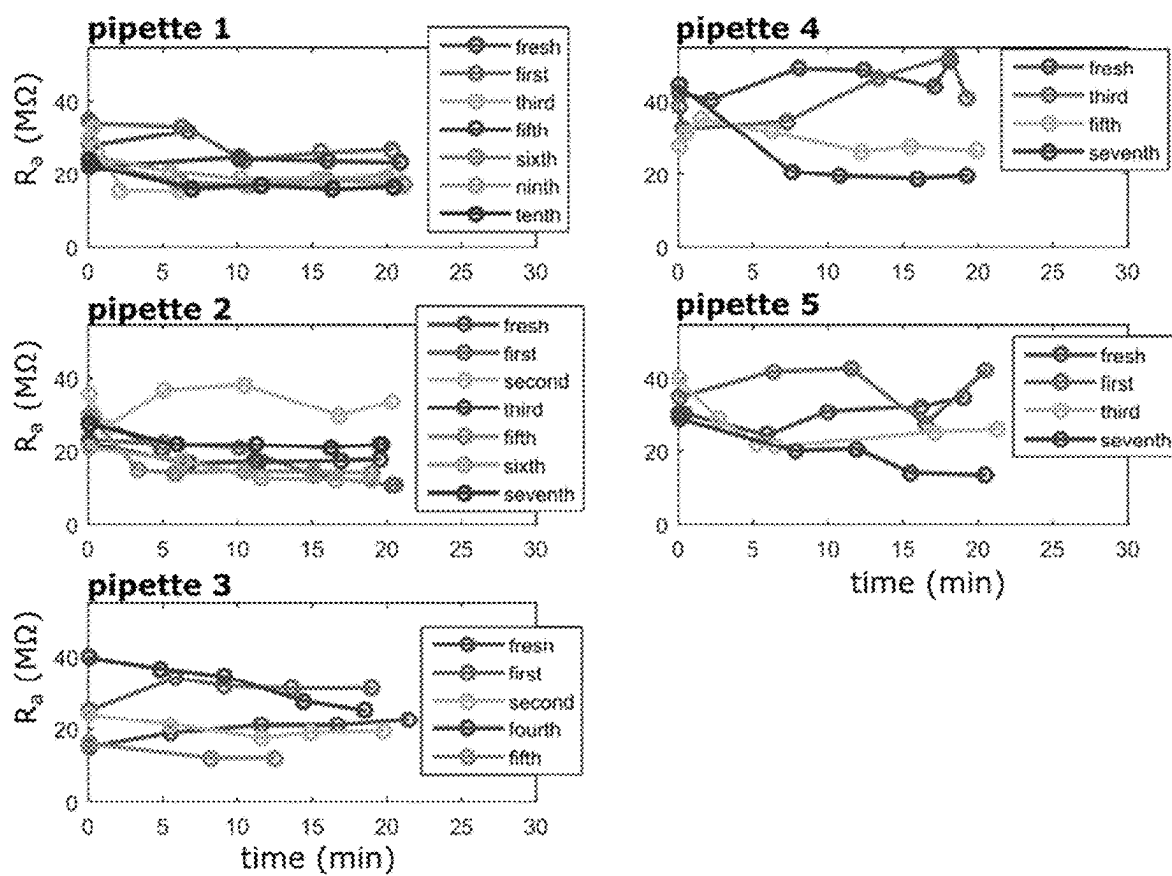 pipette 1
Ra (MΩ)
40
20
0
0 5 10 15 20 25 30
fresh
first
third
fifth
sixth
ninth
tenth
pipette 2
Ra (MΩ)
40
20
0
0 5 10 15 20 25 30
fresh
first
second
third
fifth
sixth
seventh
pipette 3
Ra (MΩ)
40
20
0
0 5 10 15 20 25 30
time (min)
fresh
first
second
fourth
fifth
pipette 4
40
20
0
0 5 10 15 20 25 30
fresh
third
fifth
seventh
pipette 5
40
20
0
0 5 10 15 20 25 30
time (min)
fresh
first
third
seventh